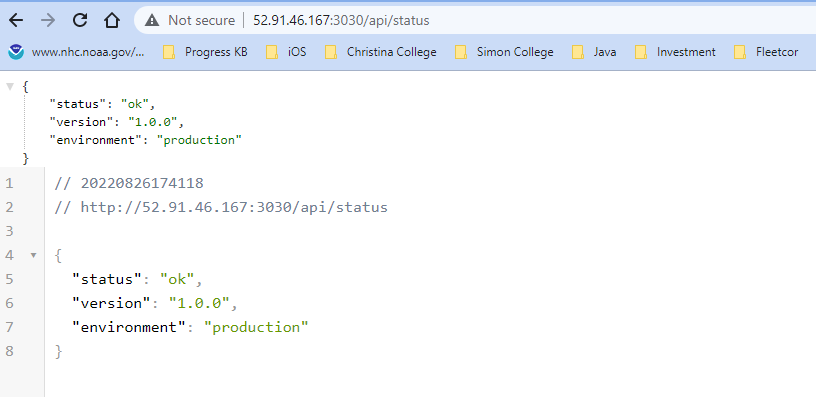 Not secure | 52.91.46.167:3030/api/status
www.nhc.noaa.gov/... Progress KB iOS Christina College Simon College Java Investment Fleetcor
{
"status": "ok",
"version": "1.0.0",
"environment": "production"
}
1 // 20220826174118
2 // http://52.91.46.167:3030/api/status
3
4 {
5 "status": "ok",
6 "version": "1.0.0",
7 "environment": "production"
8 }